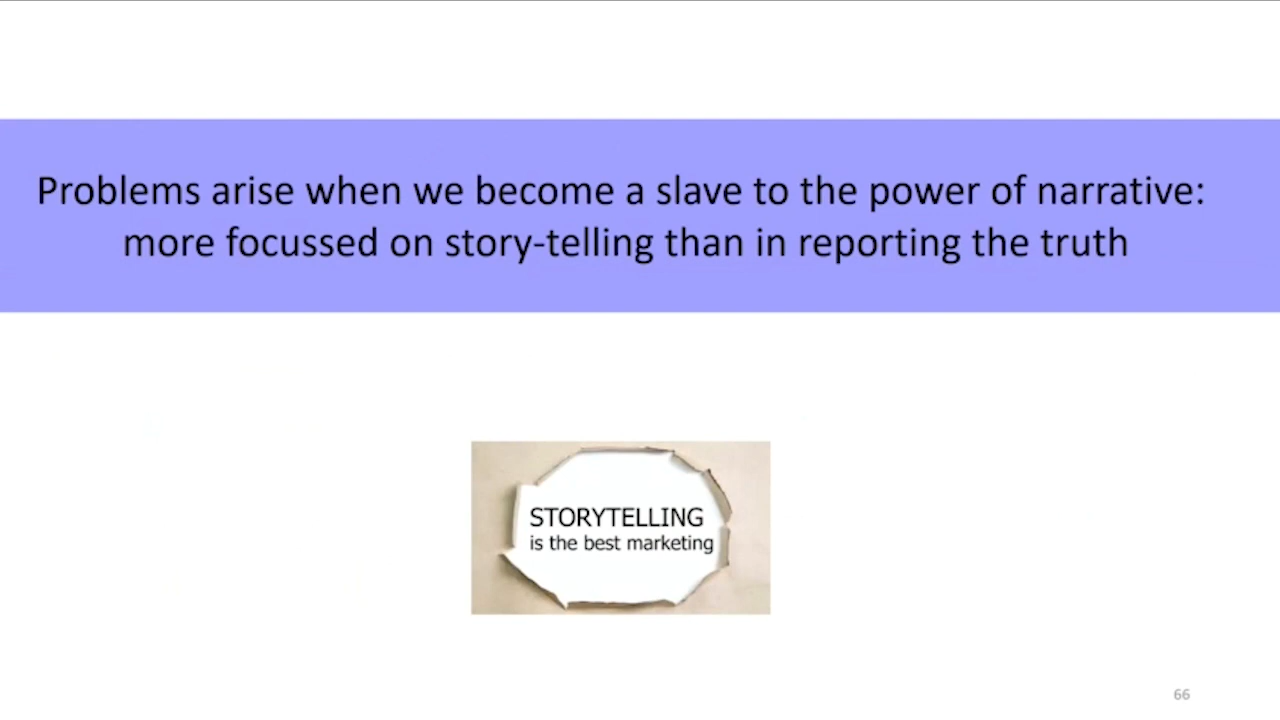 Problems arise when we become a slave to the power of narrative:
more focussed on story-telling than in reporting the truth
STORYTELLING
is the best marketing
66